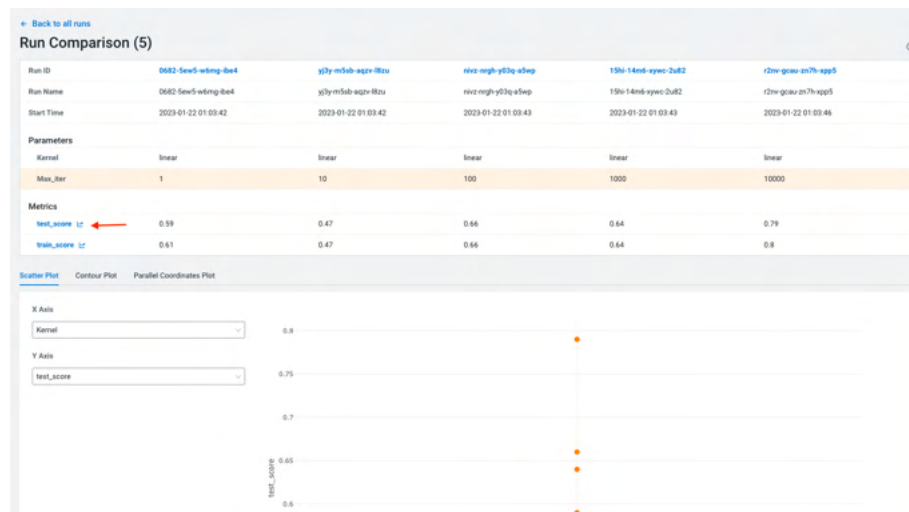 ← Back to all runs
Run Comparison (5)
Run ID 0682-5ew5-w6mg-ibe4 yj3y-m5sb-aqzv-l8zu nivz-nrgh-y03q-a5wp 15hi-14m6-xywc-2u82 r2nv-gcau-zn7h-xpp5
Run Name 0682-5ew5-w6mg-ibe4 yj3y-m5sb-aqzv-l8zu nivz-nrgh-y03q-a5wp 15hi-14m6-xywc-2u82 r2nv-gcau-zn7h-xpp5
Start Time 2023-01-22 01:03:42 2023-01-22 01:03:42 2023-01-22 01:03:43 2023-01-22 01:03:43 2023-01-22 01:03:46
Parameters
Kernel linear linear linear linear linear
Max_iter 1 10 100 1000 10000
Metrics
test_score 0.59 0.47 0.66 0.64 0.79
train_score 0.61 0.47 0.66 0.64 0.8
Scatter Plot Contour Plot Parallel Coordinates Plot
X Axis
Kernel
Y Axis
test_score
0.8
0.75
0.7
0.65
0.6
test_score